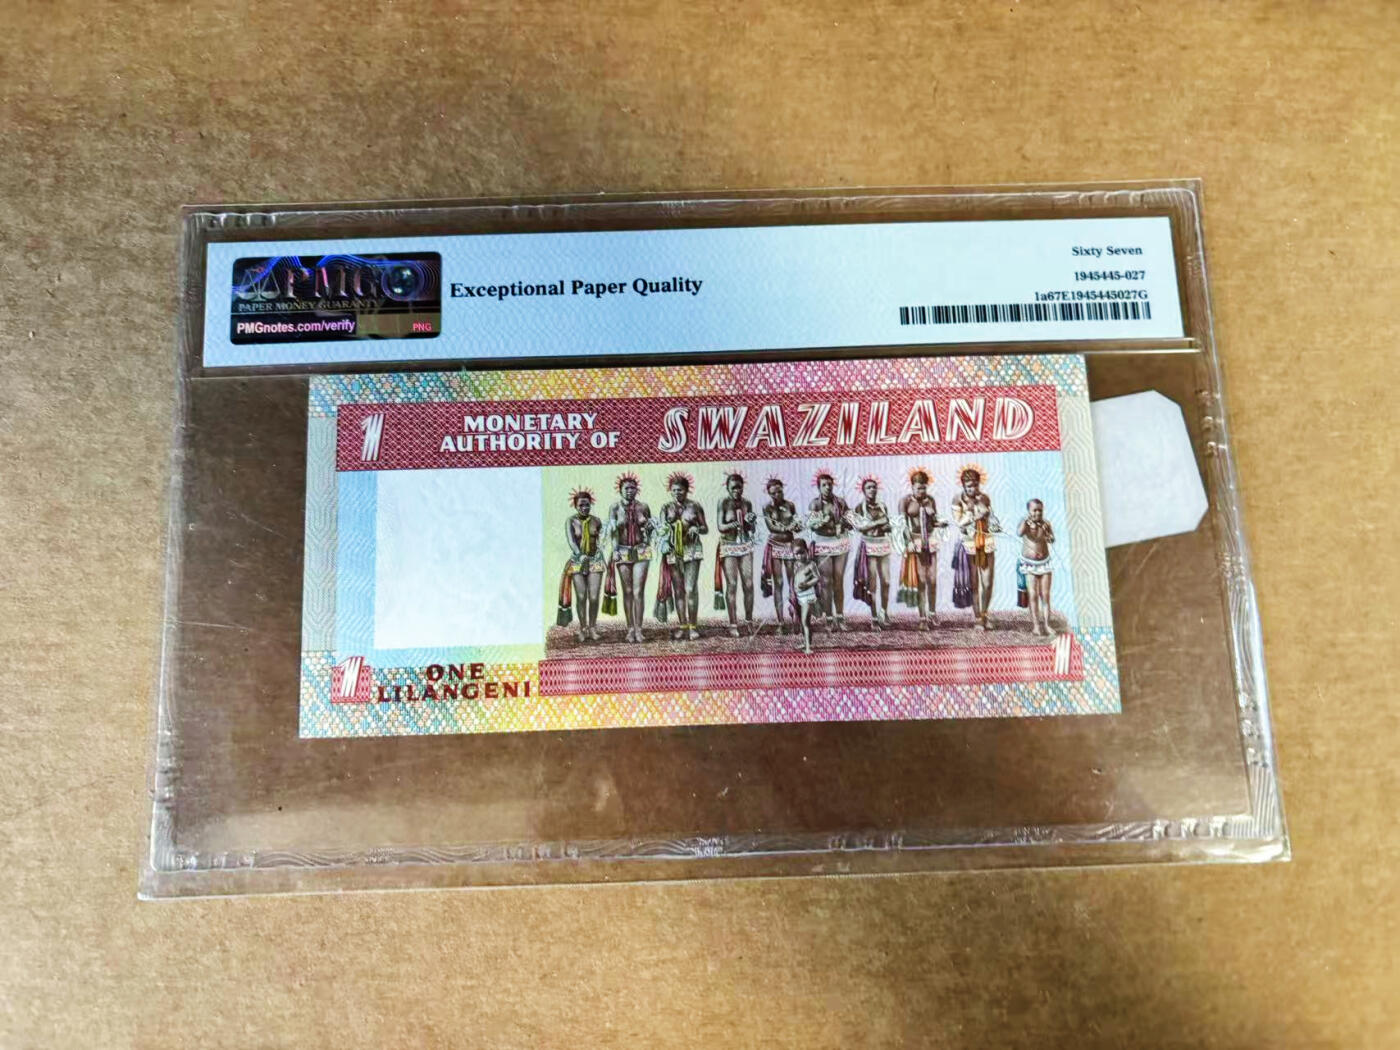 PMG
PAPER MONEY GUARANTY
PMGnotes.com/verify
PNG
Exceptional Paper Quality
Sixty Seven
1945445-027
1a67E1945445027G
1
MONETARY
AUTHORITY OF
SWAZILAND
1
ONE
LILANGENI
1